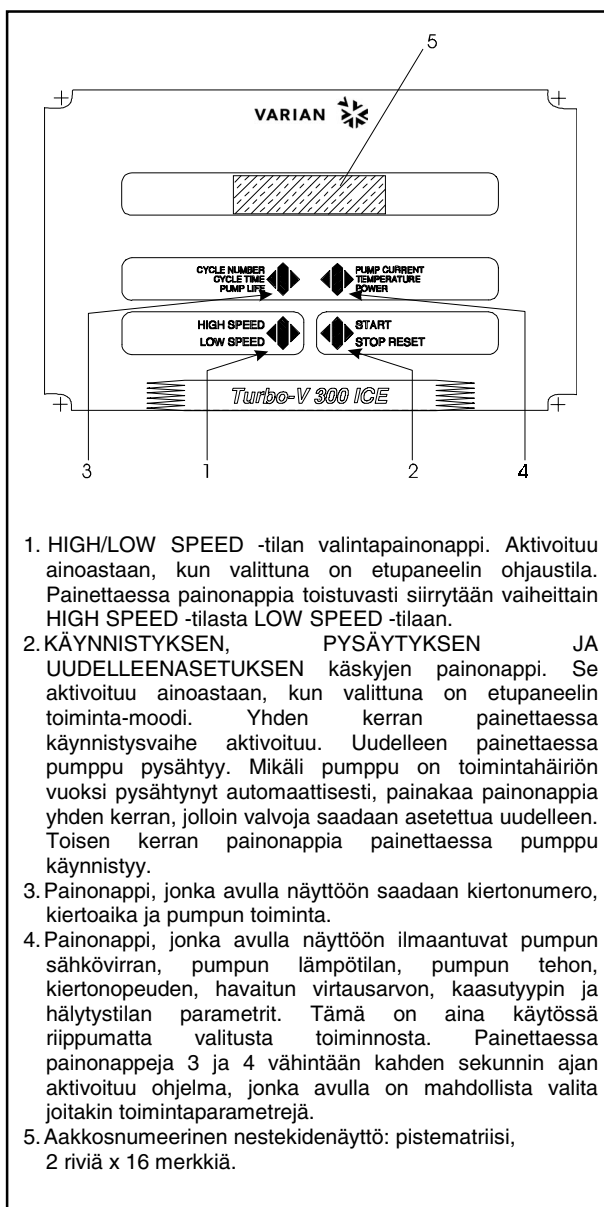 5
VARIAN
CYCLE NUMBER
CYCLE TIME
PUMP LIFE
PUMP CURRENT
TEMPERATURE
POWER
HIGH SPEED
LOW SPEED
START
STOP RESET
Turbo-V 300 ICE
3 1 2 4
1. HIGH/LOW SPEED -tilan valintapainonappi. Aktivoituu
ainoastaan, kun valittuna on etupaneelin ohjaustila.
Painettaessa painonappia toistuvasti siirrytään vaiheittain
HIGH SPEED -tilasta LOW SPEED -tilaan.
2. KÄYNNISTYKSEN, PYSÄYTYKSEN JA
UUDELLEENASETUKSEN käskyjen painonappi. Se
aktivoituu ainoastaan, kun valittuna on etupaneelin
toiminta-moodi. Yhden kerran painettaessa
käynnistysvaihe aktivoituu. Uudelleen painettaessa
pumppu pysähtyy. Mikäli pumppu on toimintahäiriön
vuoksi pysähtynyt automaattisesti, painakaa painonappia
yhden kerran, jolloin valvoja saadaan asetettua uudelleen.
Toisen kerran painonappia painettaessa pumppu
käynnistyy.
3. Painonappi, jonka avulla näyttöön saadaan kiertonumero,
kiertoaika ja pumpun toiminta.
4. Painonappi, jonka avulla näyttöön ilmaantuvat pumpun
sähkövirran, pumpun lämpötilan, pumpun tehon,
kiertonopeuden, havaitun virtausarvon, kaasutyypin ja
hälytystilan parametrit. Tämä on aina käytössä
riippumatta valitusta toiminnosta. Painettaessa
painonappeja 3 ja 4 vähintään kahden sekunnin ajan
aktivoituu ohjelma, jonka avulla on mahdollista valita
joitakin toimintaparametrejä.
5. Aakkosnumeerinen nestekidenäyttö: pistematriisi,
2 riviä x 16 merkkiä.